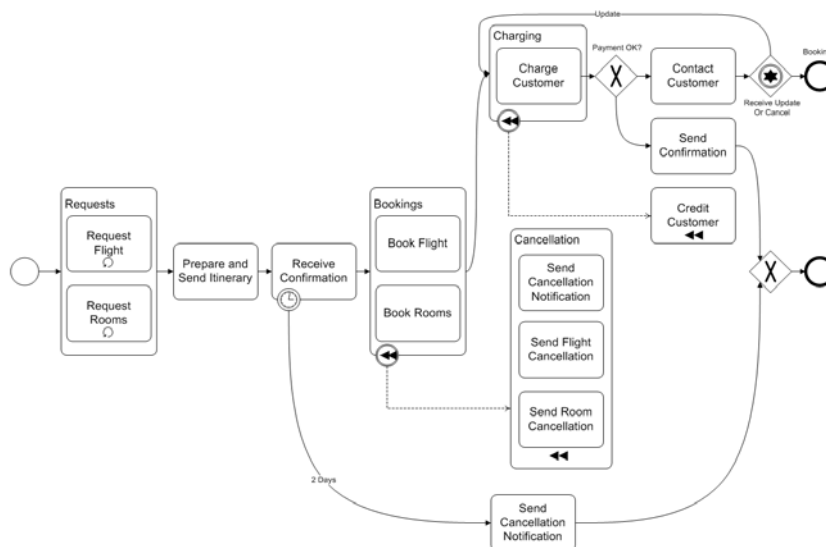 Update
Charging
Charge
Customer
Payment OK?
Contact
Customer
Bookin
Receive Update
Or Cancel
Send
Confirmation
Credit
Customer
Requests
Request
Flight
Request
Rooms
Prepare and
Send Itinerary
Receive
Confirmation
Bookings
Book Flight
Book Rooms
Cancellation
Send
Cancellation
Notification
Send Flight
Cancellation
Send Room
Cancellation
2 Days
Send
Cancellation
Notification